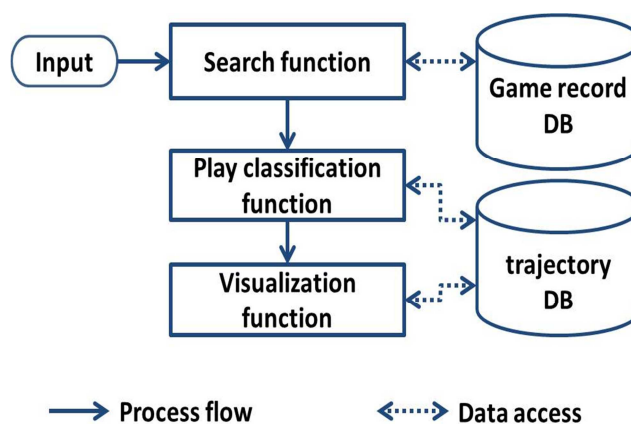 Input
Search function
Game record
DB
Play classification
function
trajectory
DB
Visualization
function
Process flow
Data access